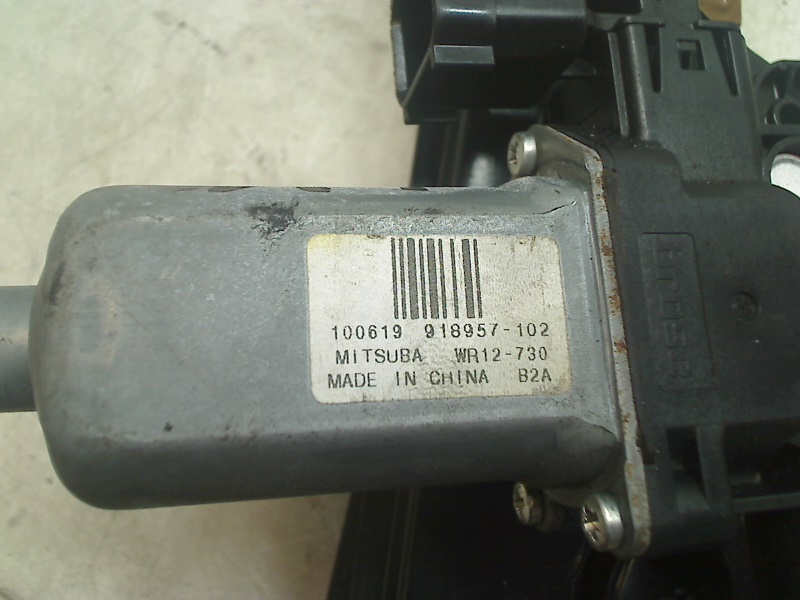 100619 918957-102
MITSUBA WR12-730
MADE IN CHINA B2A